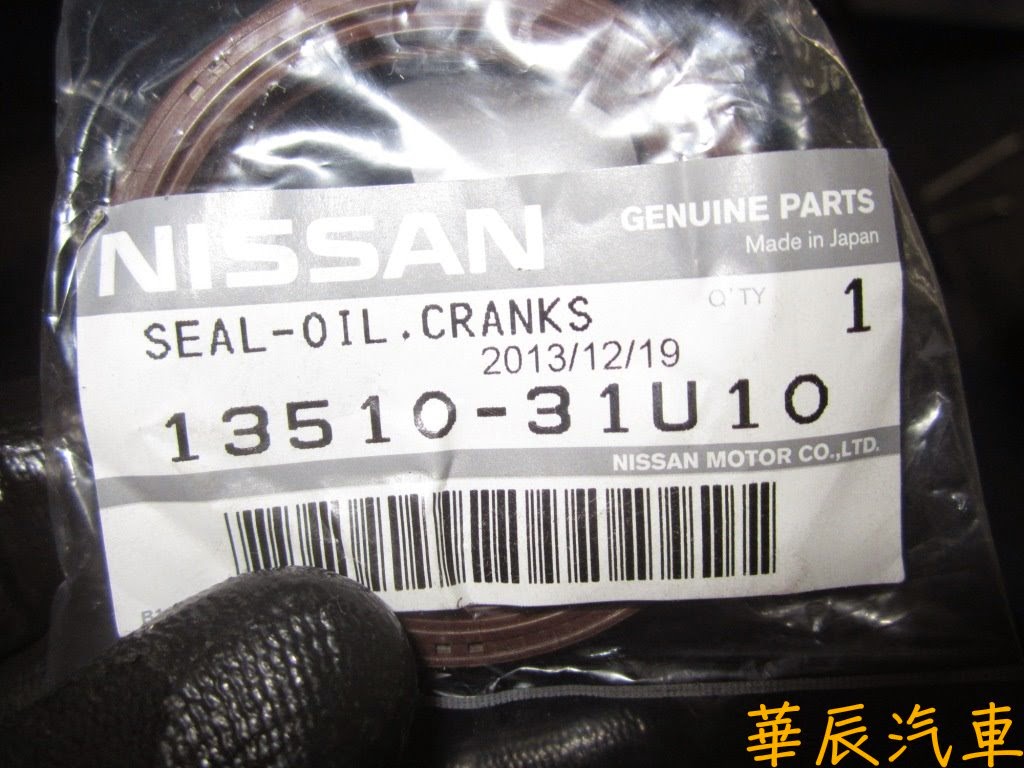 NISSAN
GENUINE PARTS
Made in Japan
SEAL-OIL.CRANKS
Q'TY 1
2013/12/19
13510-31U10
NISSAN MOTOR CO.,LTD.
華辰汽車